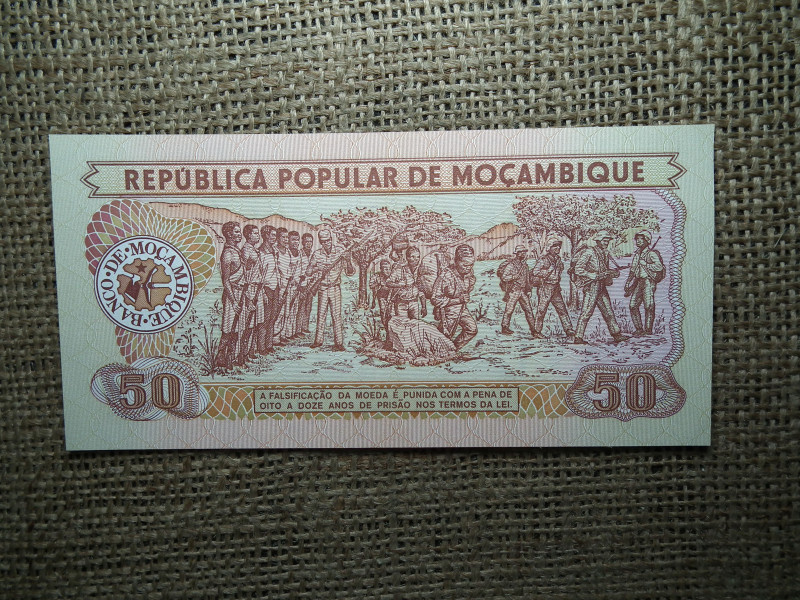 REPÚBLICA POPULAR DE MOÇAMBIQUE
BANCO·DE·MOÇAMBIQUE·
50
A FALSIFICAÇÃO DA MOEDA É PUNIDA COM A PENA DE
OITO A DOZE ANOS DE PRISÃO NOS TERMOS DA LEI.
50